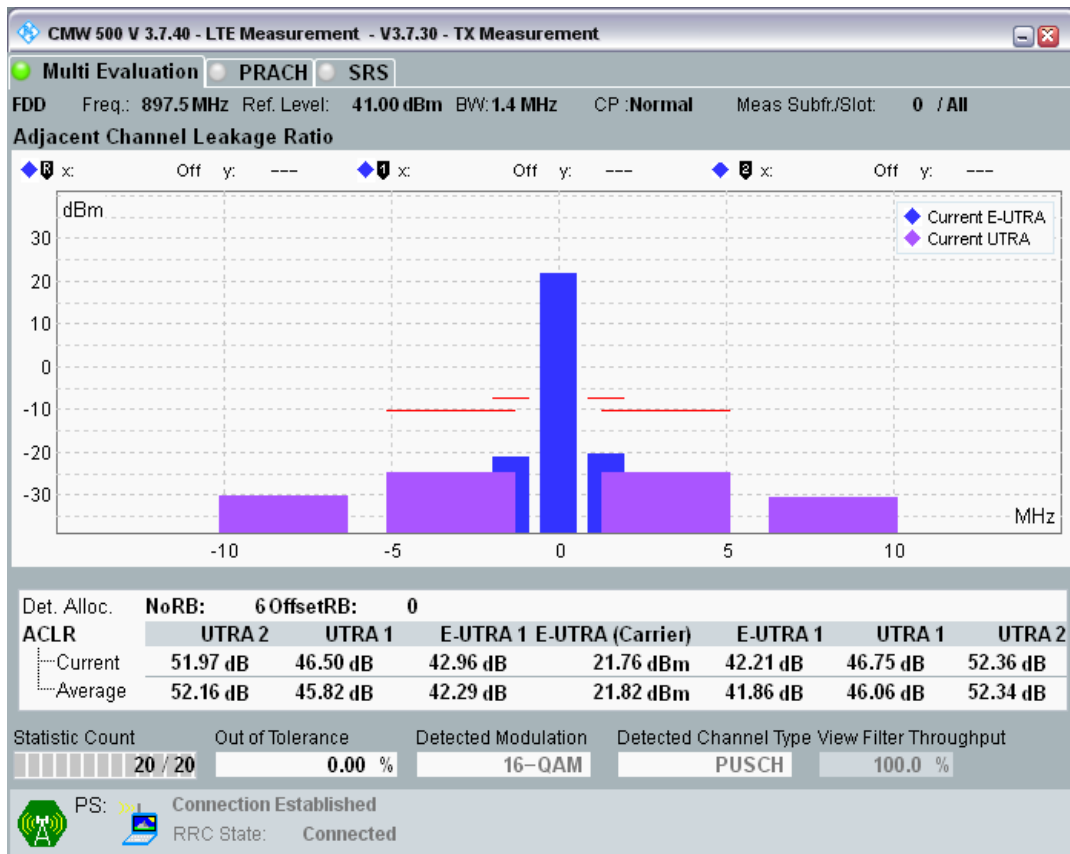 CMW 500 V 3.7.40 - LTE Measurement - V3.7.30 - TX Measurement
Multi Evaluation PRACH SRS
FDD Freq.: 897.5 MHz Ref. Level: 41.00 dBm BW: 1.4 MHz CP :Normal Meas Subfr./Slot: 0 / All
Adjacent Channel Leakage Ratio
R x: Off y: --- 1 x: Off y: --- 2 x: Off y: ---
dBm
Current E-UTRA
Current UTRA
30
20
10
0
-10
-20
-30
MHz
-10 -5 0 5 10
Det. Alloc. NoRB: 6 OffsetRB: 0
ACLR UTRA 2 UTRA 1 E-UTRA 1 E-UTRA (Carrier) E-UTRA 1 UTRA 1 UTRA 2
Current 51.97 dB 46.50 dB 42.96 dB 21.76 dBm 42.21 dB 46.75 dB 52.36 dB
Average 52.16 dB 45.82 dB 42.29 dB 21.82 dBm 41.86 dB 46.06 dB 52.34 dB
Statistic Count Out of Tolerance Detected Modulation Detected Channel Type View Filter Throughput
20 / 20 0.00 % 16-QAM PUSCH 100.0 %
PS: Connection Established
RRC State: Connected